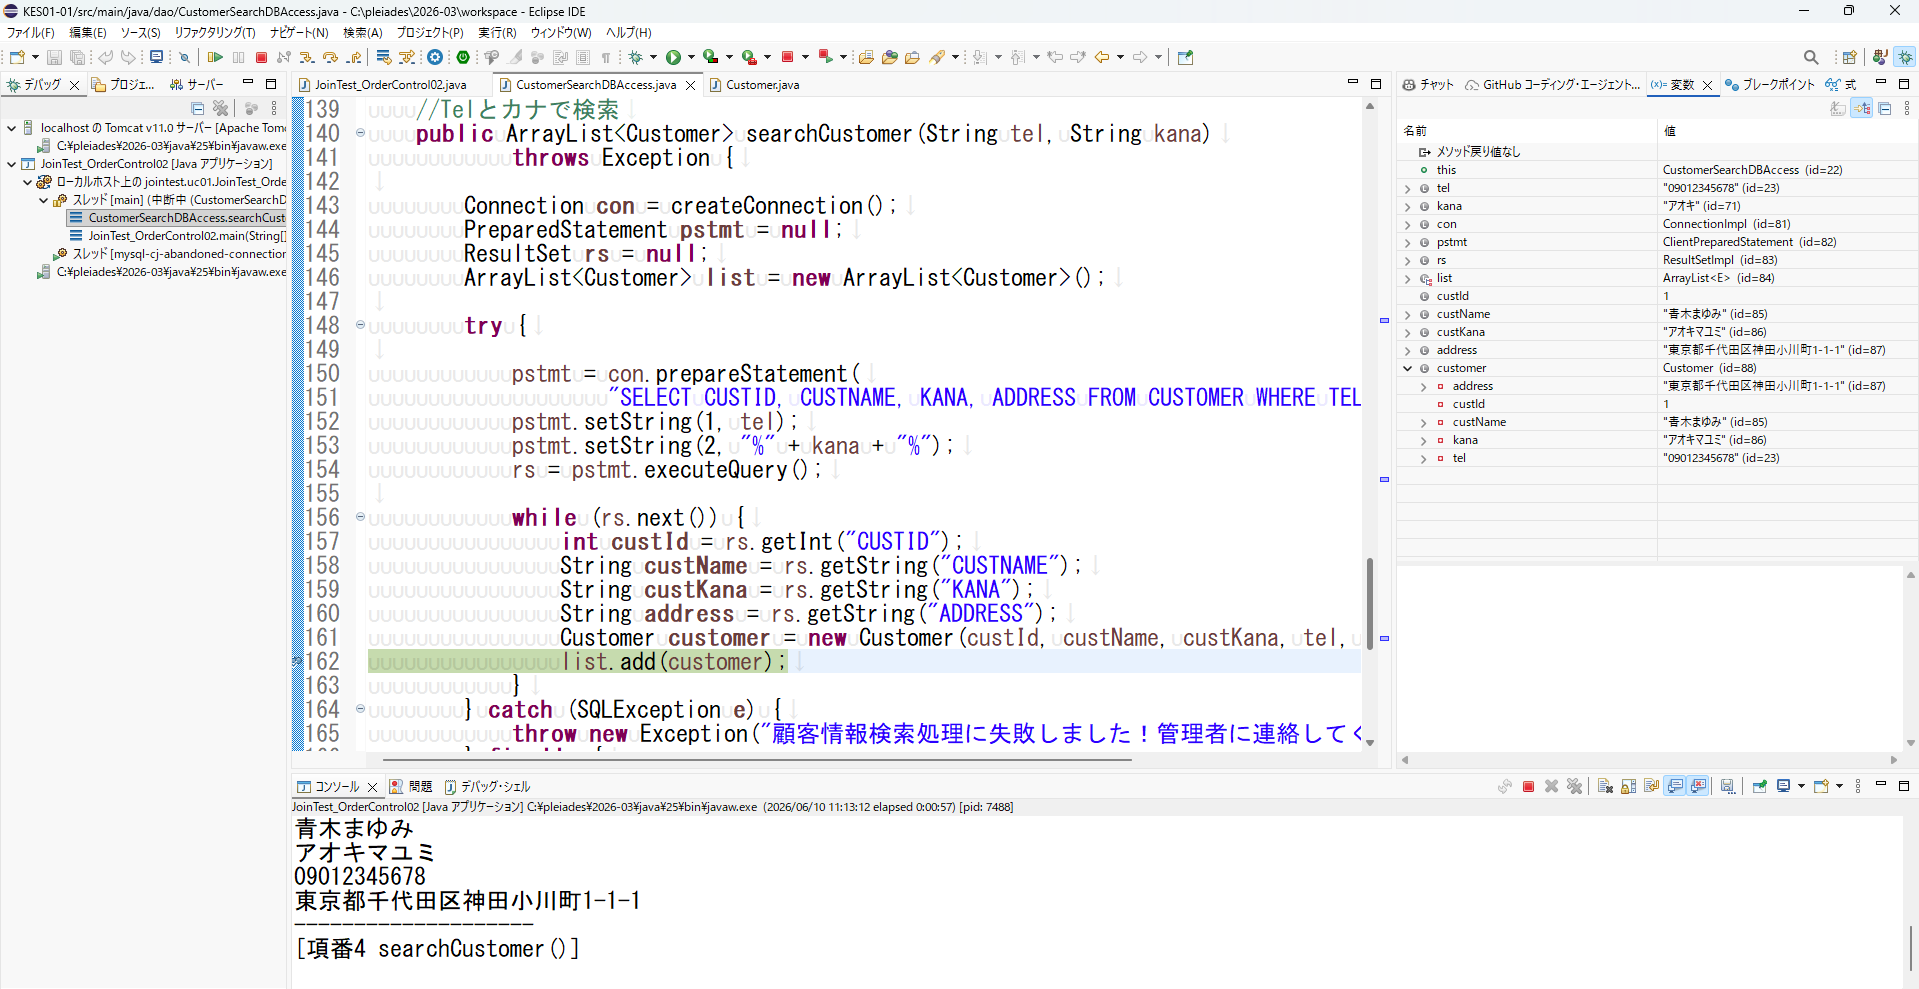 KES01-01/src/main/java/dao/CustomerSearchDBAccess.java - C:¥pleiades¥2026-03¥workspace - Eclipse IDE
ファイル(F) 編集(E) ソース(S) リファクタリング(T) ナビゲート(N) 検索(A) プロジェクト(P) 実行(R) ウィンドウ(W) ヘルプ(H)
デバッグ プロジェ... サーバー
localhost の Tomcat v11.0 サーバー [Apache Tom
C:¥pleiades¥2026-03¥java¥25¥bin¥javaw.exe
JoinTest_OrderControl02 [Java アプリケーション]
ローカルホスト上の jointest.uc01.JoinTest_Orde
スレッド [main] (中断中 (CustomerSearchD
CustomerSearchDBAccess.searchCust
JoinTest_OrderControl02.main(String[]
スレッド [mysql-cj-abandoned-connection
C:¥pleiades¥2026-03¥java¥25¥bin¥javaw.exe
JoinTest_OrderControl02.java CustomerSearchDBAccess.java Customer.java
139 //Telとカナで検索
140 public ArrayList<Customer> searchCustomer(String tel, String kana)
141 throws Exception {
142
143 Connection con = createConnection();
144 PreparedStatement pstmt = null;
145 ResultSet rs = null;
146 ArrayList<Customer> list = new ArrayList<Customer>();
147
148 try {
149
150 pstmt = con.prepareStatement(
151 "SELECT CUSTID, CUSTNAME, KANA, ADDRESS FROM CUSTOMER WHERE TEL
152 pstmt.setString(1, tel);
153 pstmt.setString(2, "%" + kana + "%");
154 rs = pstmt.executeQuery();
155
156 while (rs.next()) {
157 int custId = rs.getInt("CUSTID");
158 String custName = rs.getString("CUSTNAME");
159 String custKana = rs.getString("KANA");
160 String address = rs.getString("ADDRESS");
161 Customer customer = new Customer(custId, custName, custKana, tel,
162 list.add(customer);
163 }
164 } catch (SQLException e) {
165 throw new Exception("顧客情報検索処理に失敗しました！管理者に連絡してく
チャット GitHub コーディング・エージェント... (x)= 変数 ブレークポイント 式
名前 値
メソッド戻り値なし
this CustomerSearchDBAccess (id=22)
tel "09012345678" (id=23)
kana "アオキ" (id=71)
con ConnectionImpl (id=81)
pstmt ClientPreparedStatement (id=82)
rs ResultSetImpl (id=83)
list ArrayList<E> (id=84)
custId 1
custName "青木まゆみ" (id=85)
custKana "アオキマユミ" (id=86)
address "東京都千代田区神田小川町1-1-1" (id=87)
customer Customer (id=88)
address "東京都千代田区神田小川町1-1-1" (id=87)
custId 1
custName "青木まゆみ" (id=85)
kana "アオキマユミ" (id=86)
tel "09012345678" (id=23)
コンソール 問題 デバッグ・シェル
JoinTest_OrderControl02 [Java アプリケーション] C:¥pleiades¥2026-03¥java¥25¥bin¥javaw.exe (2026/06/10 11:13:12 elapsed 0:00:57) [pid: 7488]
青木まゆみ
アオキマユミ
09012345678
東京都千代田区神田小川町1-1-1
--------------------
[項番4 searchCustomer()]